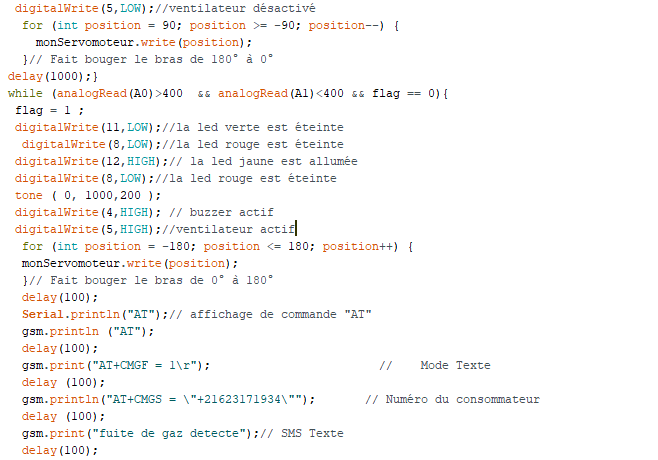 digitalWrite(5,LOW);//ventilateur désactivé
for (int position = 90; position >= -90; position--) {
monServomoteur.write(position);
}// Fait bouger le bras de 180° à 0°
delay(1000);}
while (analogRead(A0)>400 && analogRead(A1)<400 && flag == 0){
flag = 1 ;
digitalWrite(11,LOW);//la led verte est éteinte
digitalWrite(8,LOW);//la led rouge est éteinte
digitalWrite(12,HIGH);// la led jaune est allumée
digitalWrite(8,LOW);//la led rouge est éteinte
tone ( 0, 1000,200 );
digitalWrite(4,HIGH); // buzzer actif
digitalWrite(5,HIGH);//ventilateur actif
for (int position = -180; position <= 180; position++) {
monServomoteur.write(position);
}// Fait bouger le bras de 0° à 180°
delay(100);
Serial.println("AT");// affichage de commande "AT"
gsm.println ("AT");
delay(100);
gsm.print("AT+CMGF = 1\r"); // Mode Texte
delay (100);
gsm.println("AT+CMGS = \"+21623171934\""); // Numéro du consommateur
delay (100);
gsm.print("fuite de gaz detecte");// SMS Texte
delay(100);